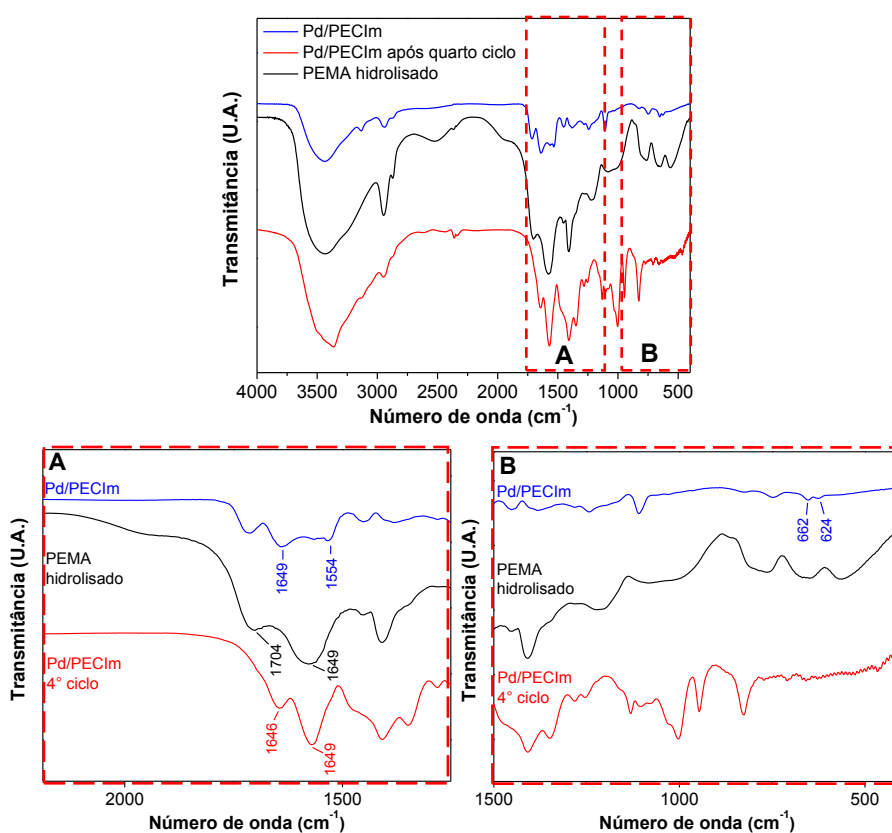 Pd/PECIm
Pd/PECIm após quarto ciclo
PEMA hidrolisado
Transmitância (U.A.)
A
B
4000 3500 3000 2500 2000 1500 1000 500
Número de onda (cm-1)
A
Pd/PECIm
1649
1554
PEMA
hidrolisado
1704
1649
Pd/PECIm
4° ciclo
1646
1649
Transmitância (U.A.)
2000 1500
Número de onda (cm-1)
B
Pd/PECIm
662
624
PEMA
hidrolisado
Pd/PECIm
4° ciclo
Transmitância (U.A.)
1500 1000 500
Número de onda (cm-1)